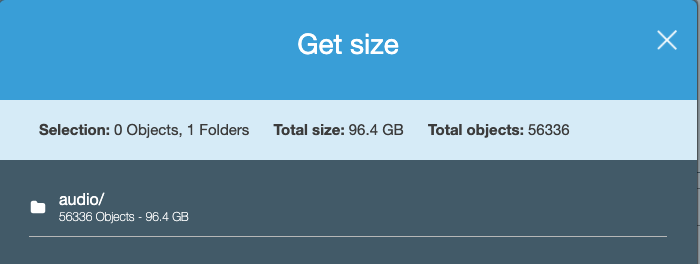 Get size
Selection: 0 Objects, 1 Folders Total size: 96.4 GB Total objects: 56336
audio/
56336 Objects - 96.4 GB